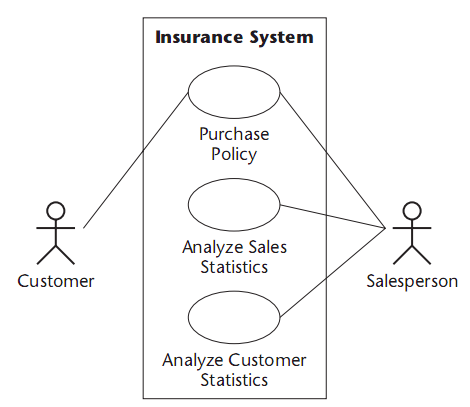 Insurance System
Purchase
Policy
Analyze Sales
Statistics
Customer
Salesperson
Analyze Customer
Statistics